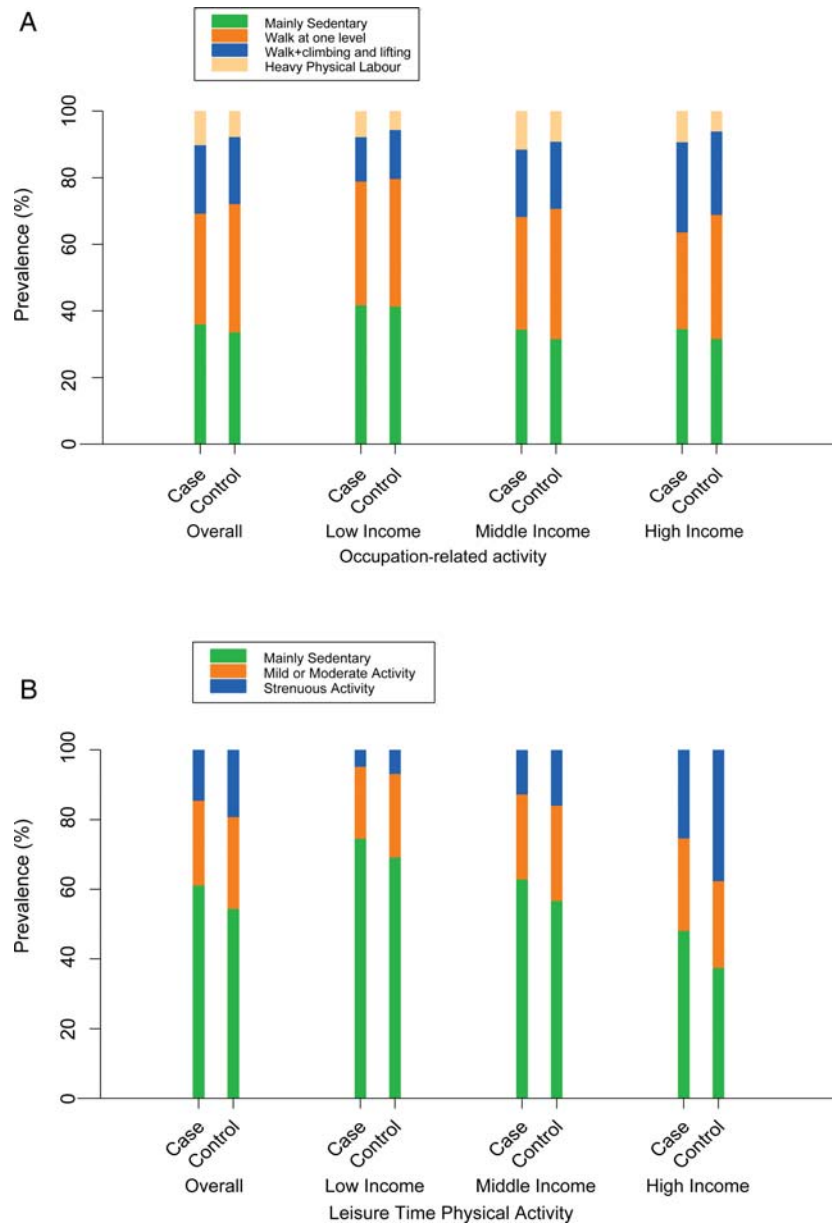 A
Mainly Sedentary
Walk at one level
Walk+climbing and lifting
Heavy Physical Labour
Prevalence (%)
100
80
60
40
20
0
Case Control Case Control Case Control Case Control
Overall Low Income Middle Income High Income
Occupation-related activity
B
Mainly Sedentary
Mild or Moderate Activity
Strenuous Activity
Prevalence (%)
100
80
60
40
20
0
Case Control Case Control Case Control Case Control
Overall Low Income Middle Income High Income
Leisure Time Physical Activity